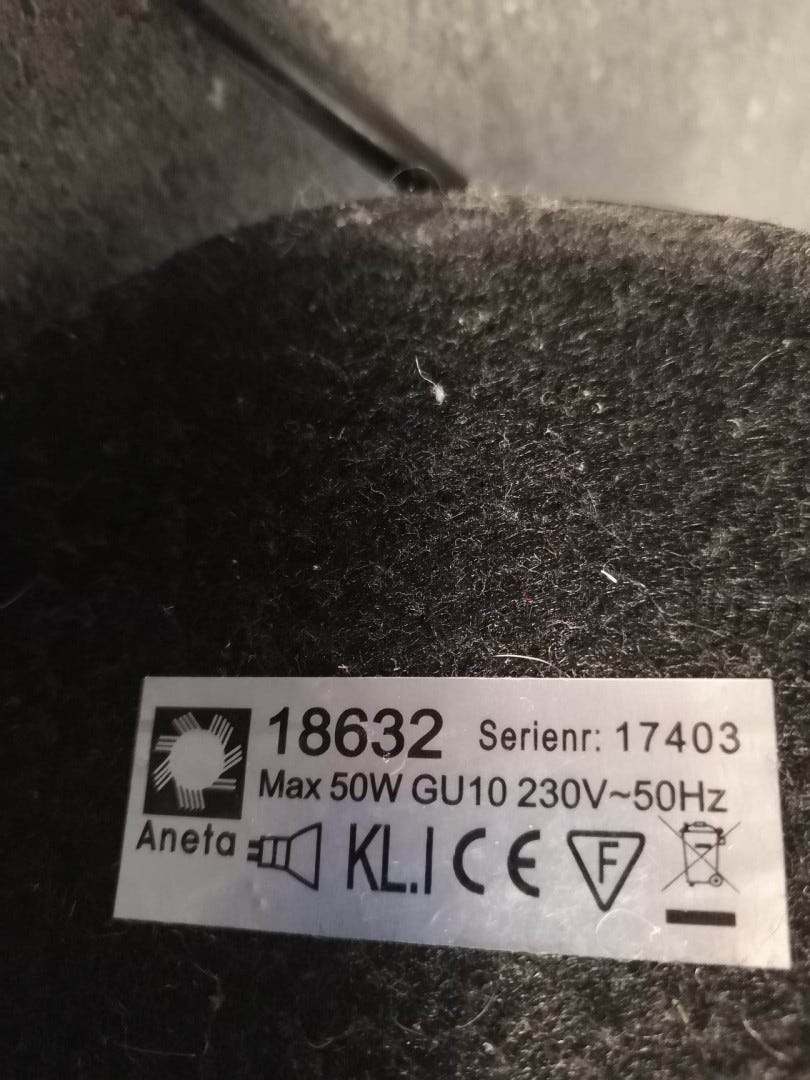 18632 Serienr: 17403
Max 50W GU10 230V~50Hz
Aneta KL.I CE F